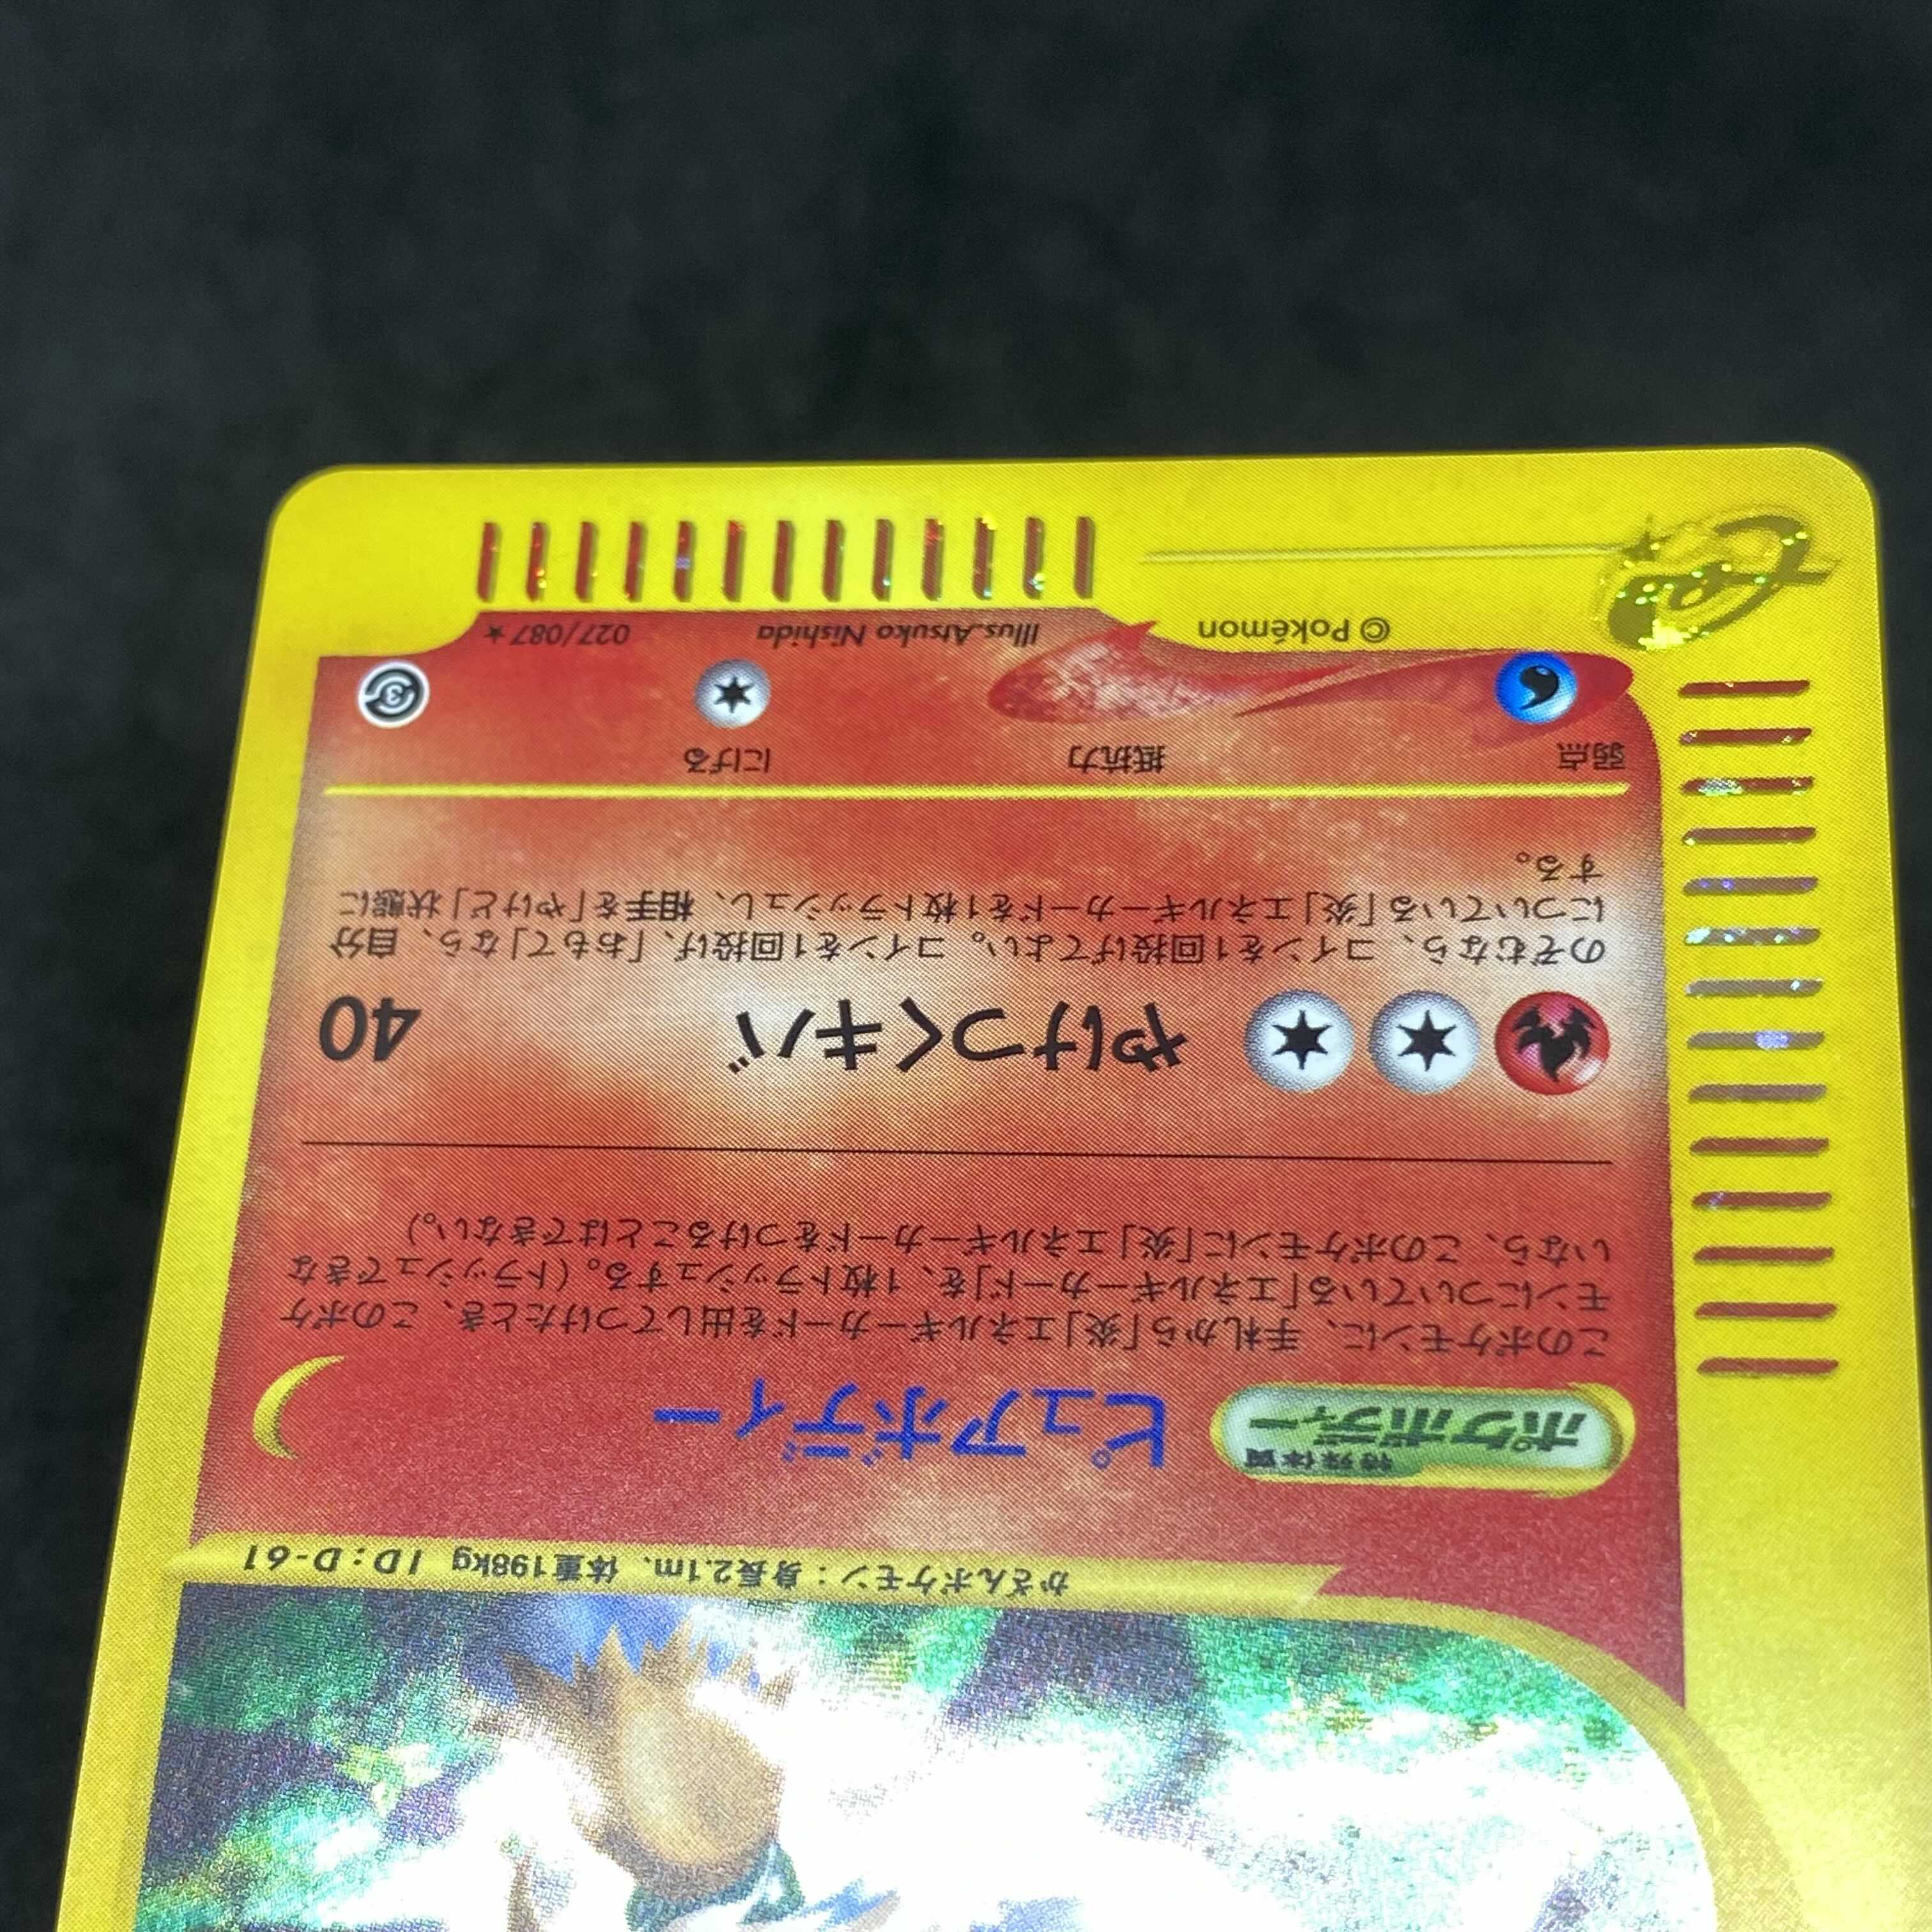 かざんポケモン：身長2.1m、体重198kg ID:D-61
特殊体質
ポケボディー
ピュアボディー
このポケモンに、手札から「炎」エネルギーカードを出してつけたとき、このポケ
モンについている「エネルギーカード」を、1枚トラッシュする。(トラッシュできな
いなら、このポケモンに「炎」エネルギーカードをつけることはできない。)
やけつくキバ 40
のぞむなら、コインを1回投げてよい。コインを1回投げ、「おもて」なら、自分
についている「炎」エネルギーカードを1枚トラッシュし、相手を「やけど」状態に
する。
弱点 抵抗力 にげる
© Pokémon Illus.Atsuko Nishida 027/087 ★